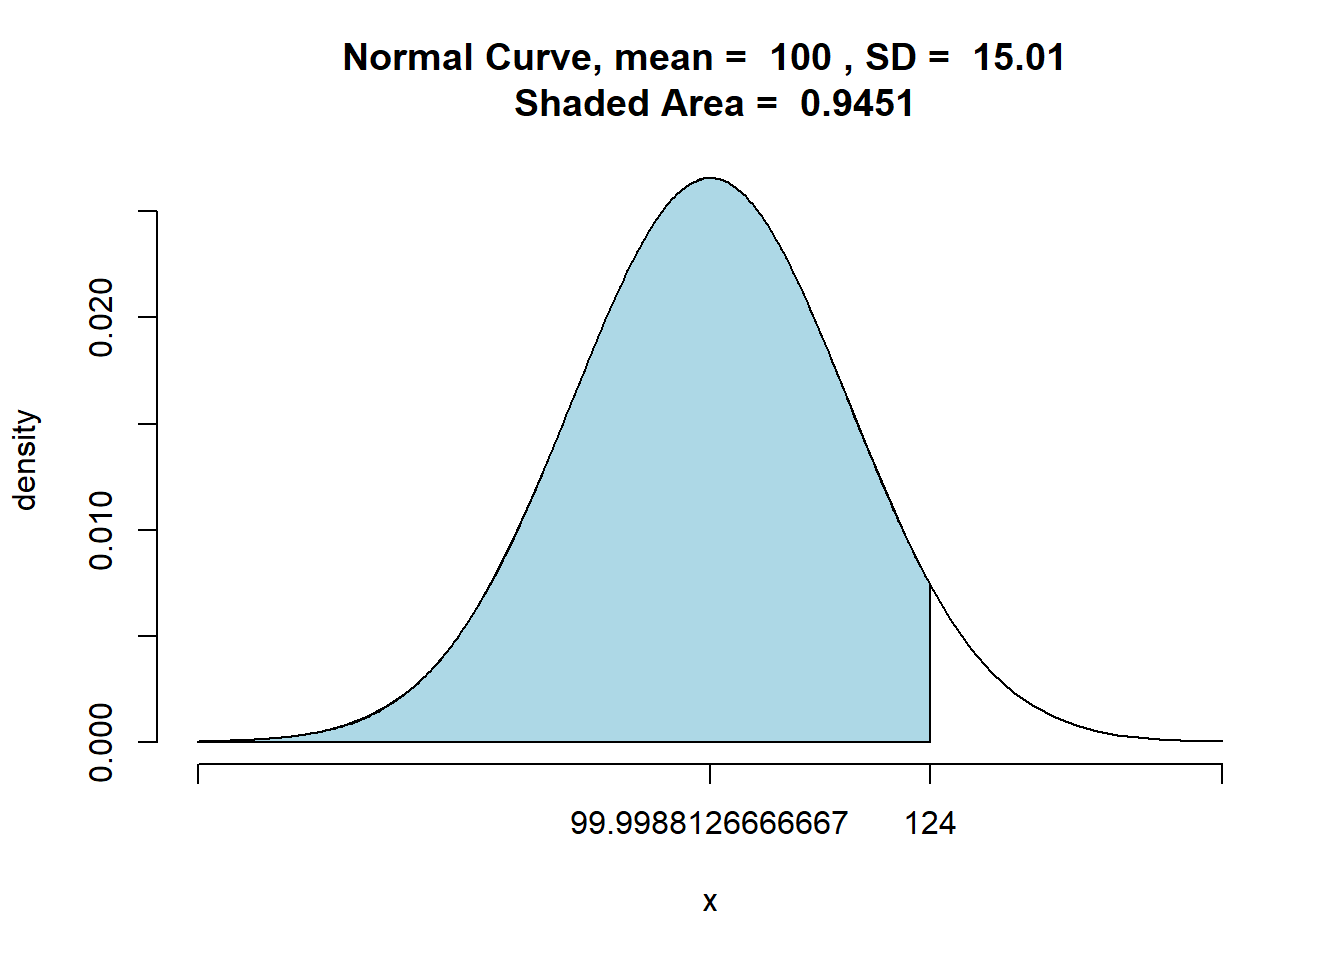 Normal Curve, mean =  100 , SD =  15.01
Shaded Area =  0.9451
density
0.020
0.010
0.000
99.9988126666667
124
x